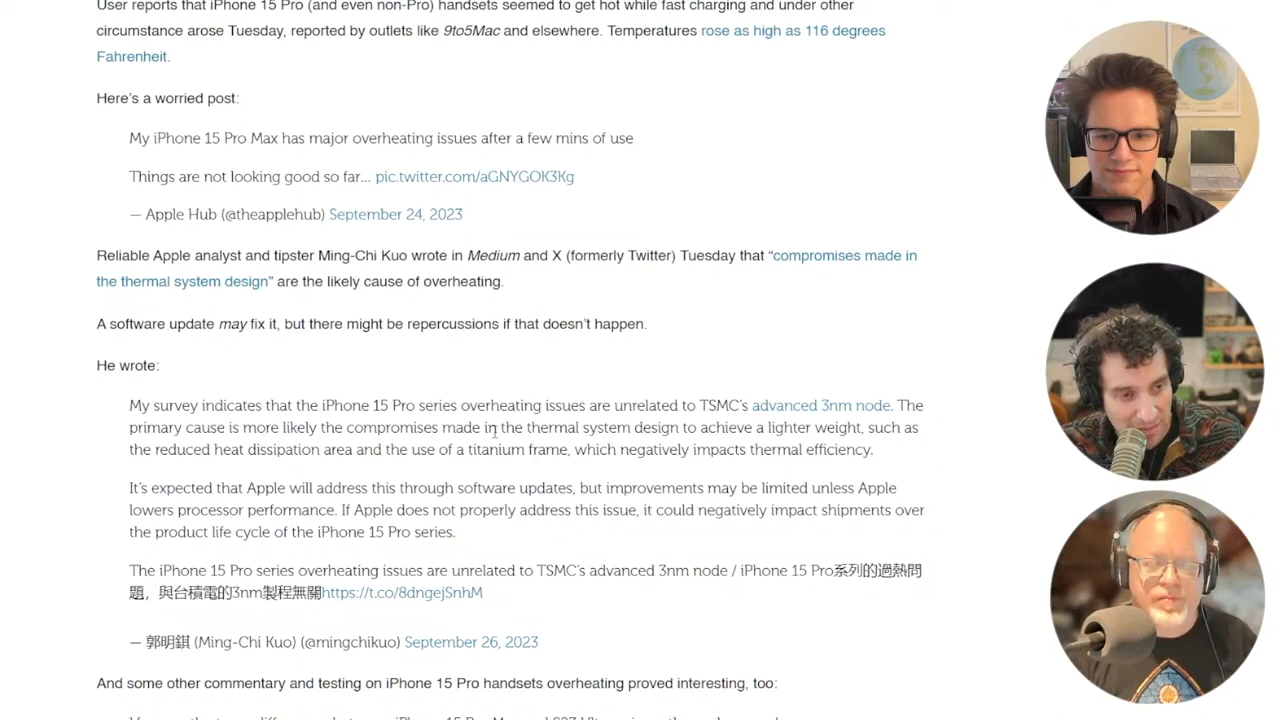 User reports that iPhone 15 Pro (and even non-Pro) handsets seemed to get hot while fast charging and under other
circumstance arose Tuesday, reported by outlets like 9to5Mac and elsewhere. Temperatures rose as high as 116 degrees
Fahrenheit.
Here's a worried post:
My iPhone 15 Pro Max has major overheating issues after a few mins of use
Things are not looking good so far... pic.twitter.com/aGNYGOK3Kg
— Apple Hub (@theapplehub) September 24, 2023
Reliable Apple analyst and tipster Ming-Chi Kuo wrote in Medium and X (formerly Twitter) Tuesday that “compromises made in
the thermal system design” are the likely cause of overheating.
A software update may fix it, but there might be repercussions if that doesn't happen.
He wrote:
My survey indicates that the iPhone 15 Pro series overheating issues are unrelated to TSMC's advanced 3nm node. The
primary cause is more likely the compromises made in the thermal system design to achieve a lighter weight, such as
the reduced heat dissipation area and the use of a titanium frame, which negatively impacts thermal efficiency.
It's expected that Apple will address this through software updates, but improvements may be limited unless Apple
lowers processor performance. If Apple does not properly address this issue, it could negatively impact shipments over
the product life cycle of the iPhone 15 Pro series.
The iPhone 15 Pro series overheating issues are unrelated to TSMC's advanced 3nm node / iPhone 15 Pro系列的過熱問
題，與台積電的3nm製程無關https://t.co/8dngejSnhM
— 郭明錤 (Ming-Chi Kuo) (@mingchikuo) September 26, 2023
And some other commentary and testing on iPhone 15 Pro handsets overheating proved interesting, too: